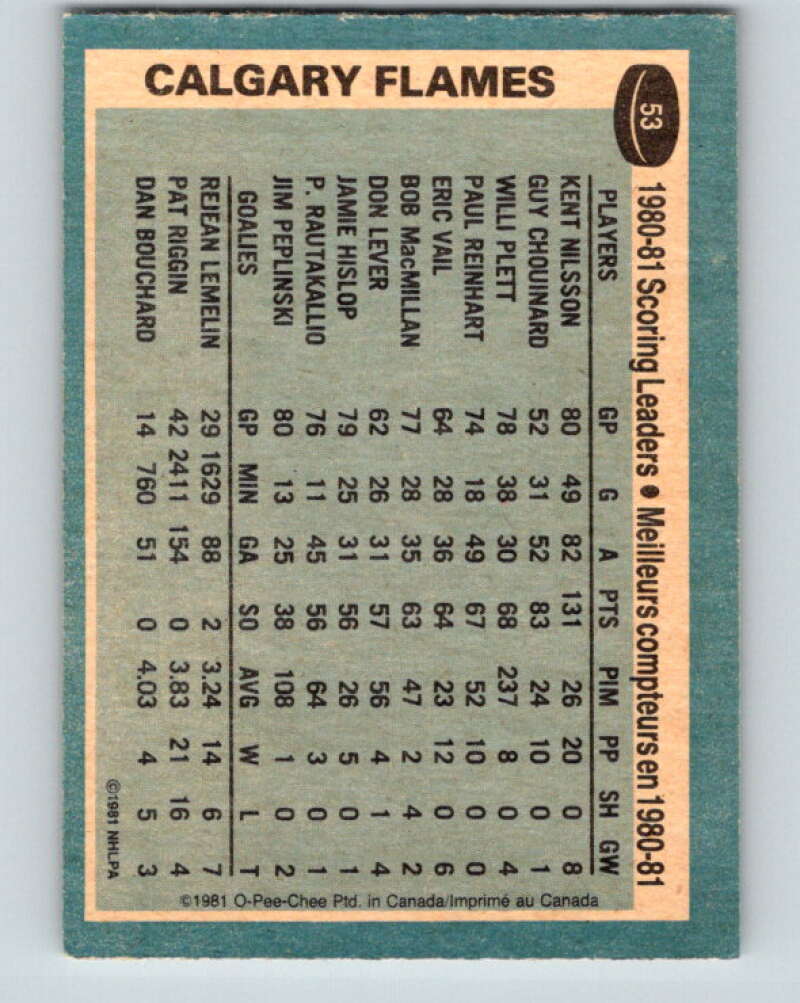 CALGARY FLAMES
53
1980-81 Scoring Leaders • Meilleurs compteurs en 1980-81
PLAYERS GP G A PTS PIM PP SH GW
KENT NILSSON 80 49 82 131 26 20 0 8
GUY CHOUINARD 52 31 52 83 24 10 0 1
WILLI PLETT 78 38 30 68 237 8 0 4
PAUL REINHART 74 18 49 67 52 10 0 0
ERIC VAIL 64 28 36 64 23 12 0 6
BOB MacMILLAN 77 28 35 63 47 2 4 2
DON LEVER 62 26 31 57 56 4 1 4
JAMIE HISLOP 79 25 31 56 26 5 0 1
P. RAUTAKALLIO 76 11 45 56 64 3 0 1
JIM PEPLINSKI 80 13 25 38 108 1 0 2
GOALIES GP MIN GA SO AVG W L T
REJEAN LEMELIN 29 1629 88 2 3.24 14 6 7
PAT RIGGIN 42 2411 154 0 3.83 21 16 4
DAN BOUCHARD 14 760 51 0 4.03 4 5 3
©1981 NHLPA
©1981 O-Pee-Chee Ptd. in Canada/Imprimé au Canada